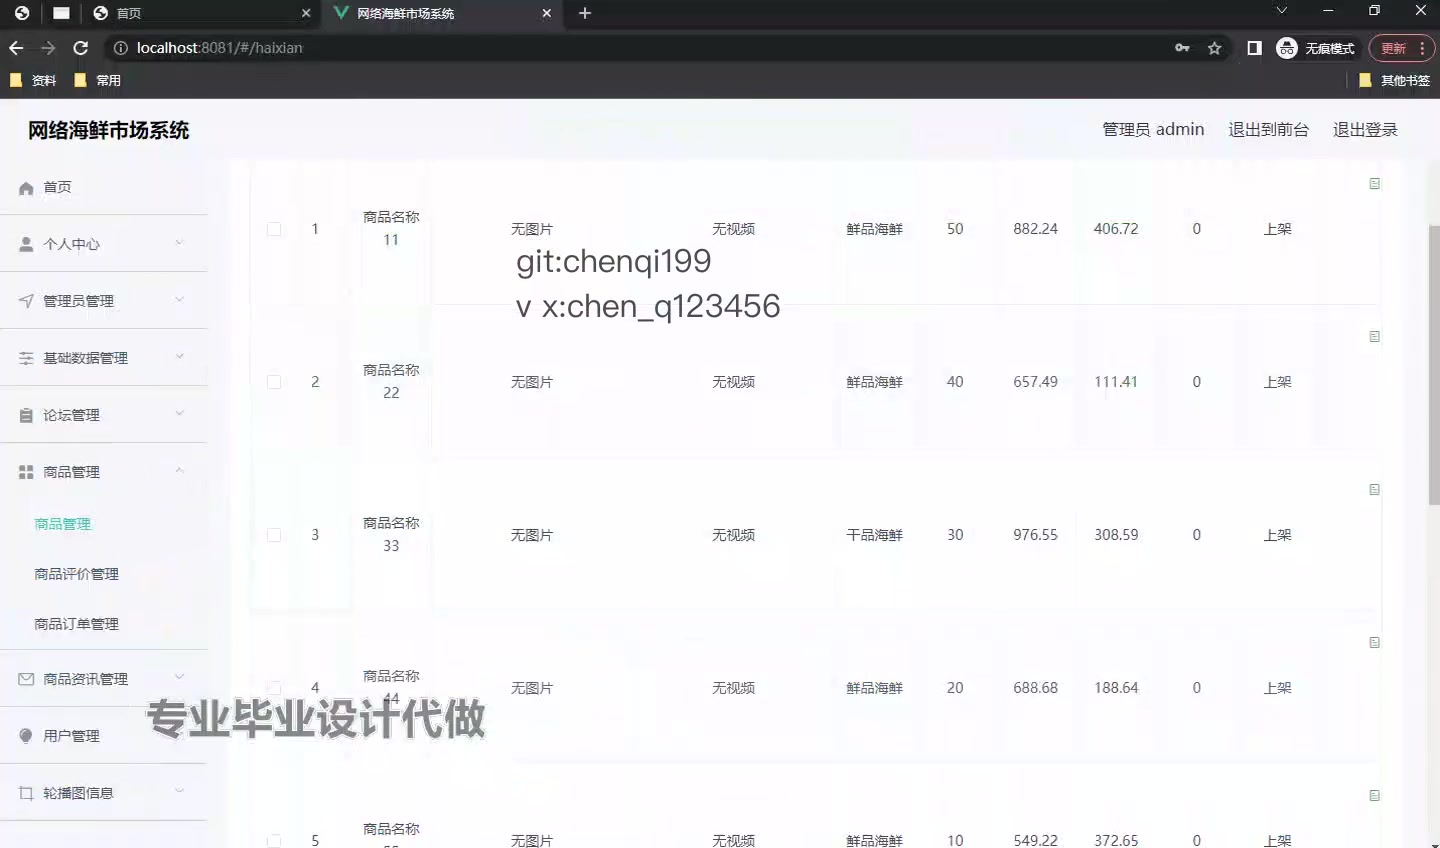 首页
网络海鲜市场系统
localhost:8081/#/haixian
无痕模式
更新
资料
常用
其他书签
网络海鲜市场系统
管理员 admin
退出到前台
退出登录
首页
个人中心
管理员管理
基础数据管理
论坛管理
商品管理
商品管理
商品评价管理
商品订单管理
商品资讯管理
用户管理
轮播图信息
1 商品名称11 无图片 无视频 鲜品海鲜 50 882.24 406.72 0 上架
git:chenqi199
v x:chen_q123456
2 商品名称22 无图片 无视频 鲜品海鲜 40 657.49 111.41 0 上架
3 商品名称33 无图片 无视频 干品海鲜 30 976.55 308.59 0 上架
4 商品名称44 无图片 无视频 鲜品海鲜 20 688.68 188.64 0 上架
专业毕业设计代做
5 商品名称 无图片 无视频 鲜品海鲜 10 549.22 372.65 0 上架